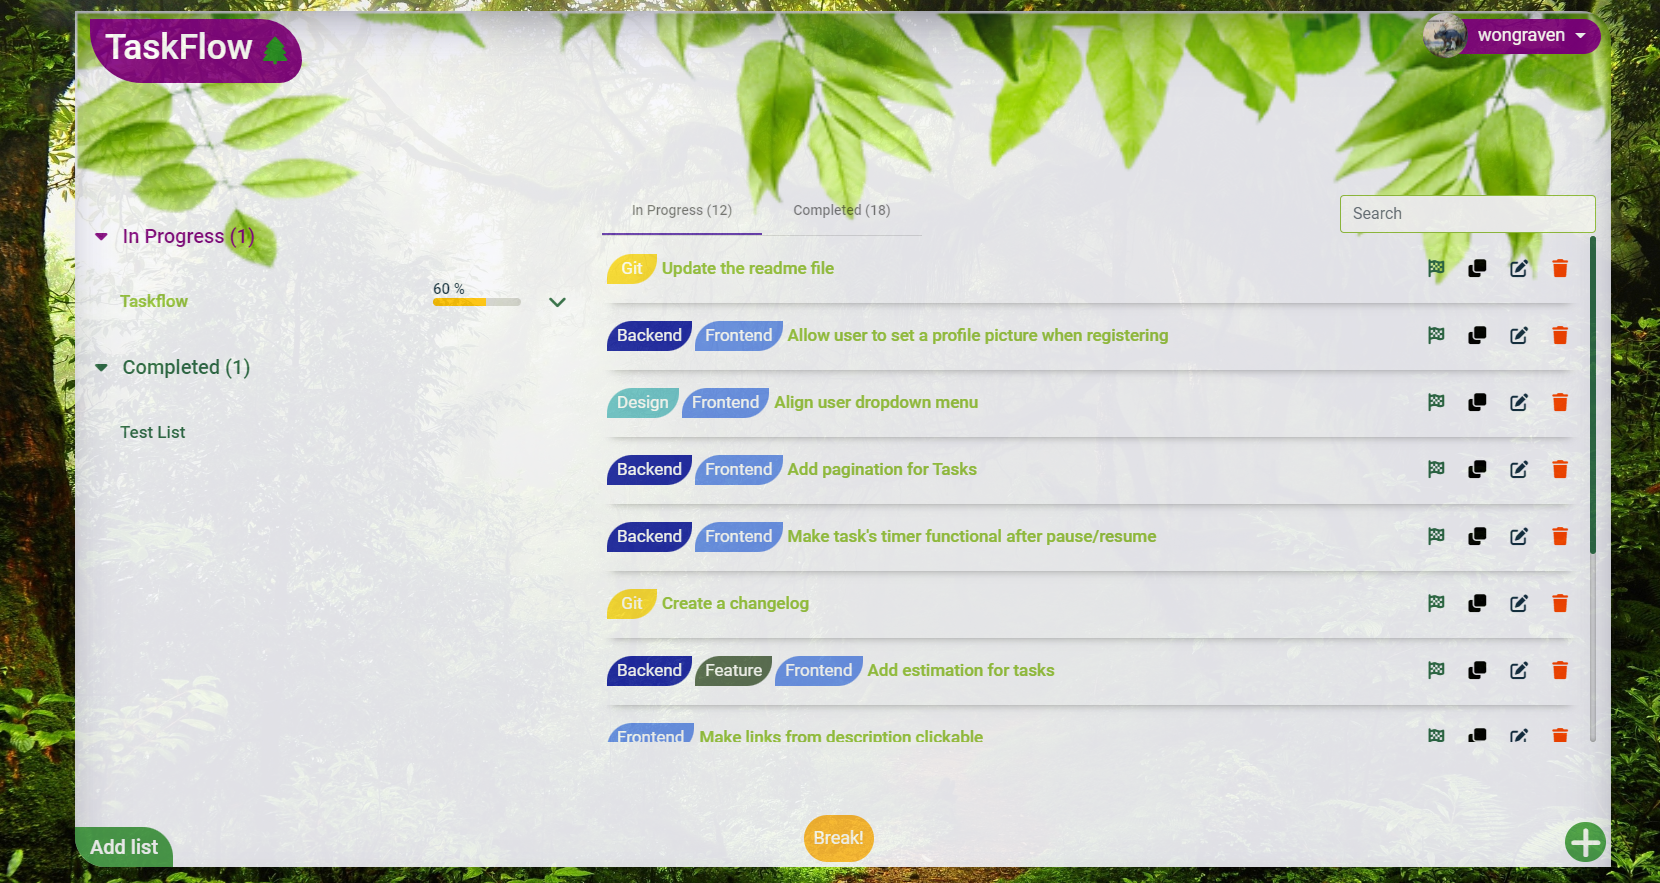 TaskFlow
wongraven
In Progress (12)
Completed (18)
Search
In Progress (1)
Taskflow
60 %
Completed (1)
Test List
Git Update the readme file
Backend Frontend Allow user to set a profile picture when registering
Design Frontend Align user dropdown menu
Backend Frontend Add pagination for Tasks
Backend Frontend Make task's timer functional after pause/resume
Git Create a changelog
Backend Feature Frontend Add estimation for tasks
Frontend Make links from description clickable
Add list
Break!